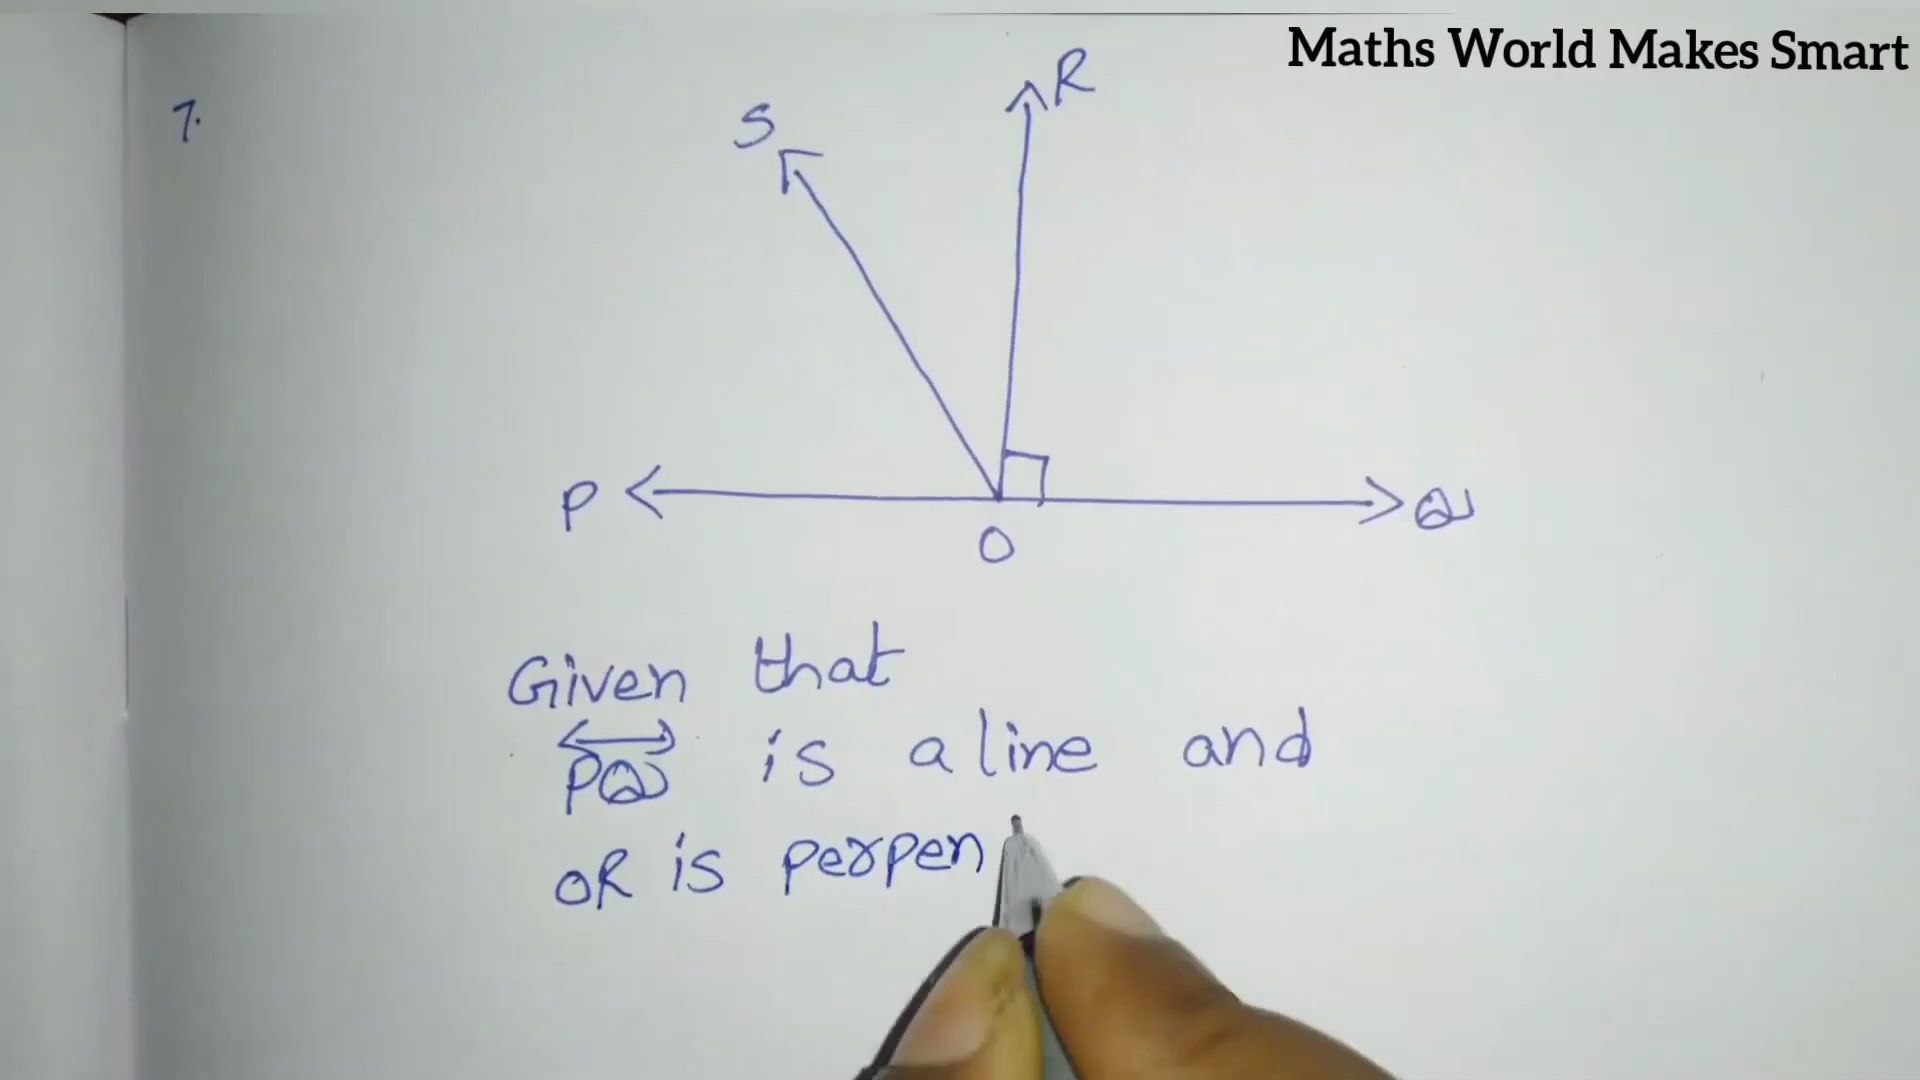 Maths World Makes Smart
7.
R
S
P
Q
O
Given that
PQ is a line and
OR is perpen